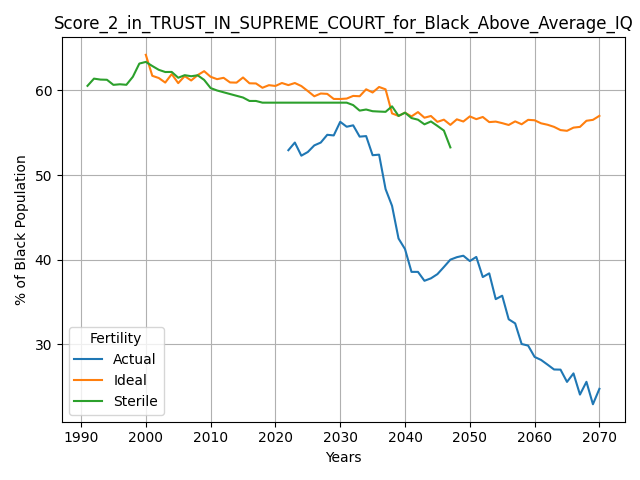 Score_2_in_TRUST_IN_SUPREME_COURT_for_Black_Above_Average_IQ
% of Black Population
60
50
40
30
Fertility
Actual
Ideal
Sterile
1990 2000 2010 2020 2030 2040 2050 2060 2070
Years